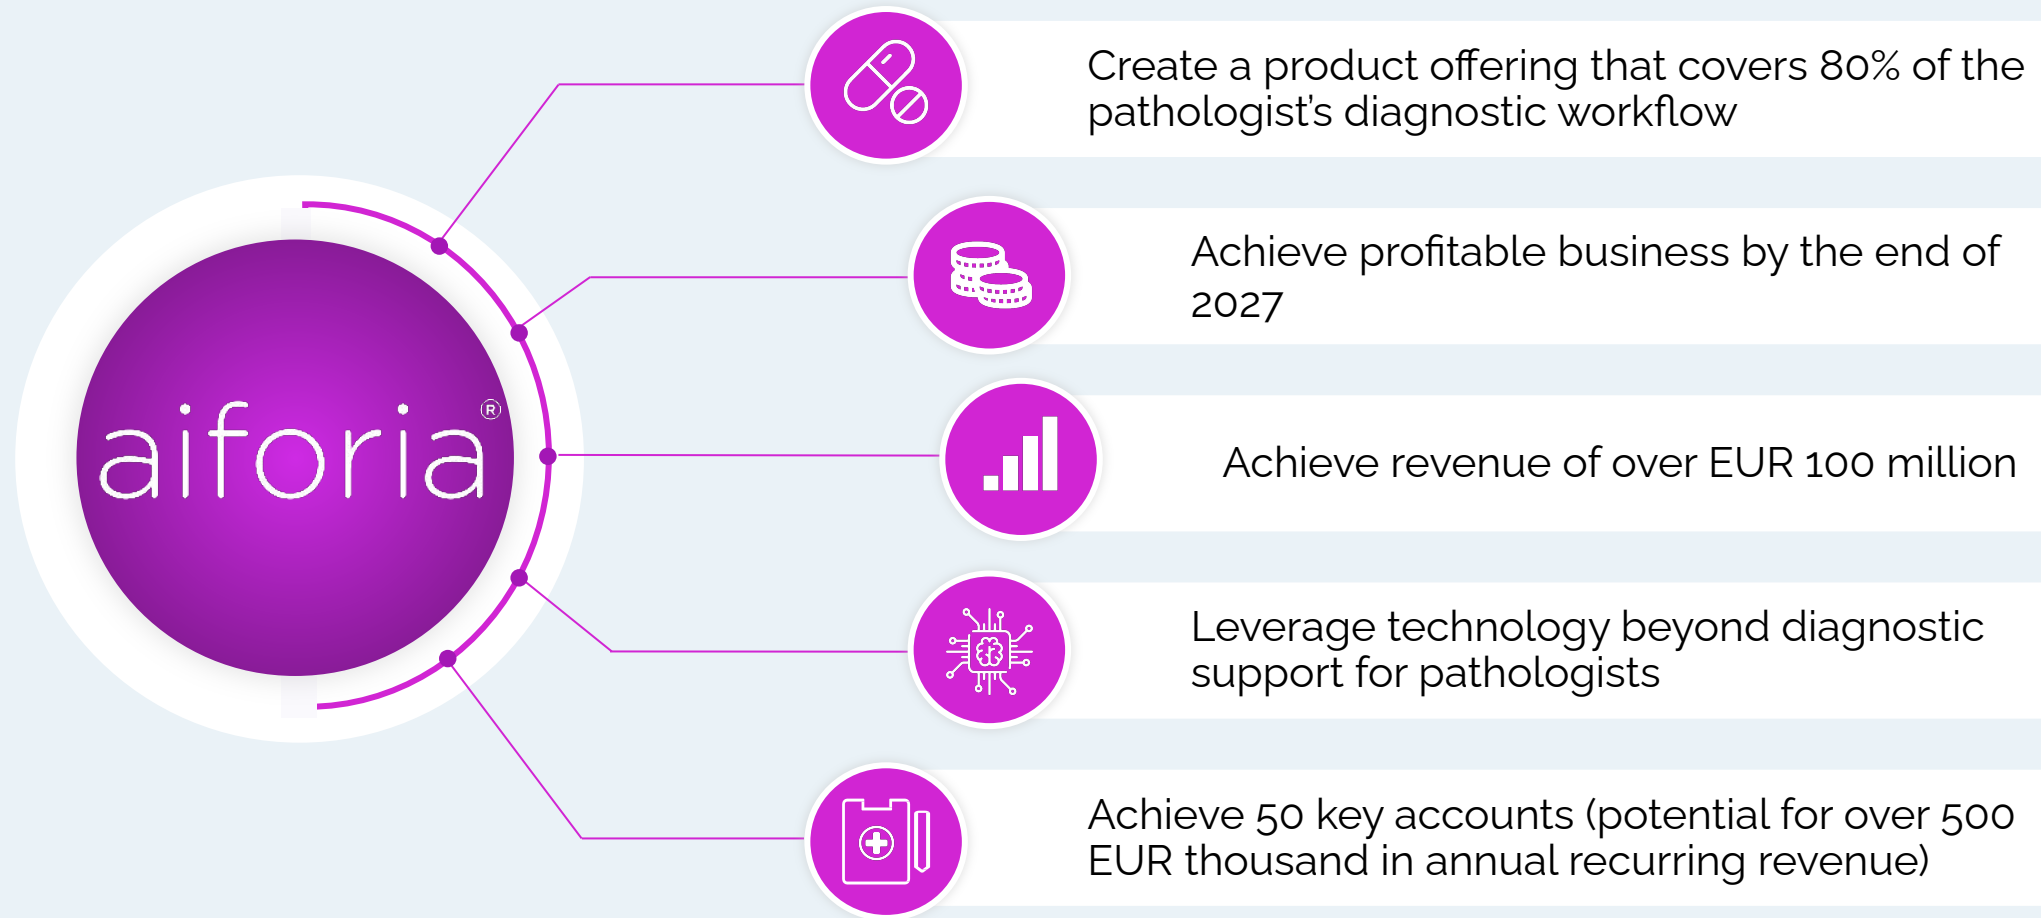 Create a product offering that covers 80% of the
pathologist’s diagnostic workflow
Achieve profitable business by the end of
2027
aiforia®
Achieve revenue of over EUR 100 million
Leverage technology beyond diagnostic
support for pathologists
Achieve 50 key accounts (potential for over 500
EUR thousand in annual recurring revenue)